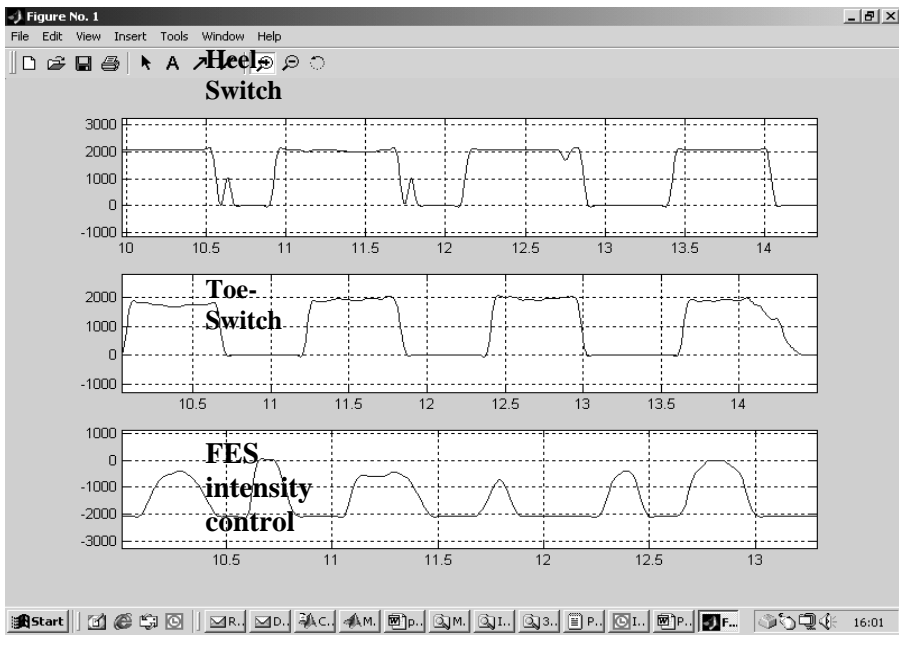 Figure No. 1
File Edit View Insert Tools Window Help
A
Heel
Switch
3000
2000
1000
0
-1000
10 10.5 11 11.5 12 12.5 13 13.5 14
Toe-
Switch
2000
1000
0
-1000
10.5 11 11.5 12 12.5 13 13.5 14
FES
intensity
control
1000
0
-1000
-2000
-3000
10.5 11 11.5 12 12.5 13
Start R.. D.. C.. M. p.. M. I.. 3.. P.. I.. P.. F... 16:01